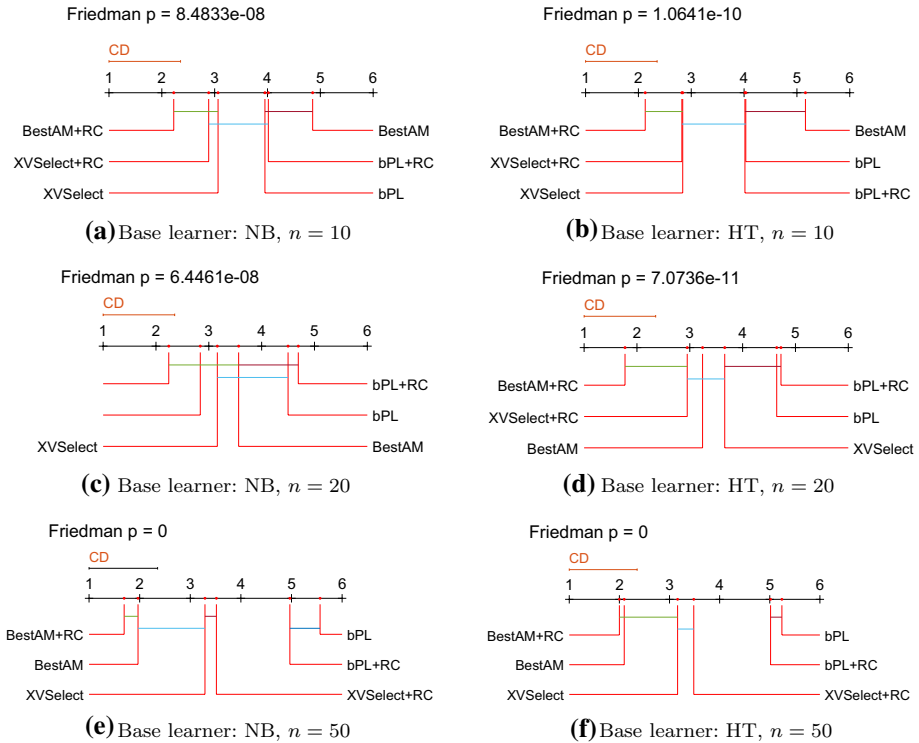 Friedman p = 8.4833e-08
CD
1 2 3 4 5 6
BestAM+RC BestAM
XVSelect+RC bPL+RC
XVSelect bPL
(a) Base learner: NB, n = 10
Friedman p = 1.0641e-10
CD
1 2 3 4 5 6
BestAM+RC BestAM
XVSelect+RC bPL
XVSelect bPL+RC
(b) Base learner: HT, n = 10
Friedman p = 6.4461e-08
CD
1 2 3 4 5 6
bPL+RC
bPL
XVSelect BestAM
(c) Base learner: NB, n = 20
Friedman p = 7.0736e-11
CD
1 2 3 4 5 6
BestAM+RC bPL+RC
XVSelect+RC bPL
BestAM XVSelect
(d) Base learner: HT, n = 20
Friedman p = 0
CD
1 2 3 4 5 6
BestAM+RC bPL
BestAM bPL+RC
XVSelect XVSelect+RC
(e) Base learner: NB, n = 50
Friedman p = 0
CD
1 2 3 4 5 6
BestAM+RC bPL
BestAM bPL+RC
XVSelect XVSelect+RC
(f) Base learner: HT, n = 50